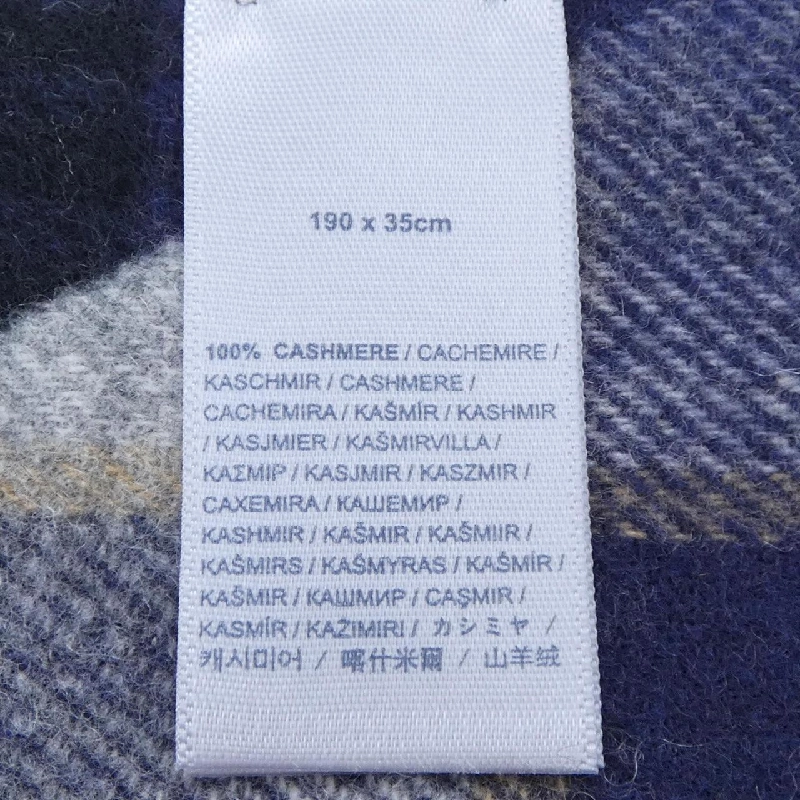 190 x 35cm
100% CASHMERE / CACHEMIRE /
KASCHMIR / CASHMERE /
CACHEMIRA / KAŠMÍR / KASHMIR
/ KASJMIER / KAŠMIRVILLA /
ΚΑΣΜΙΡ / KASJMIR / KASZMIR /
CAXEMIRA / КАШЕМИР /
KASHMIR / KAŠMIR / KAŠMIIR /
KAŠMIRS / KAŠMYRAS / KAŠMÍR /
KAŠMIR / КАШМИР / CAŞMIR /
KASMÍR / KAŻIMIRI / カシミヤ /
캐시미어 / 喀什米爾 / 山羊绒